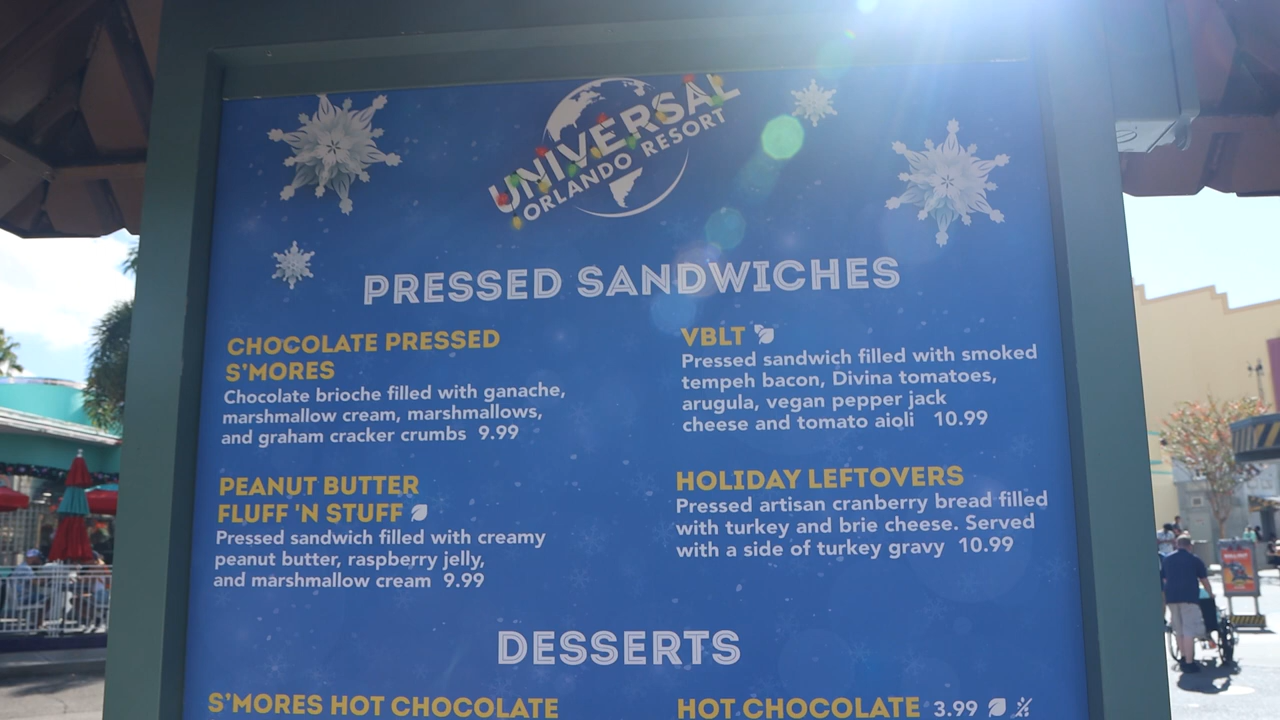 UNIVERSAL
ORLANDO RESORT
PRESSED SANDWICHES
CHOCOLATE PRESSED
S'MORES
Chocolate brioche filled with ganache,
marshmallow cream, marshmallows,
and graham cracker crumbs 9.99
PEANUT BUTTER
FLUFF 'N STUFF
Pressed sandwich filled with creamy
peanut butter, raspberry jelly,
and marshmallow cream 9.99
VBLT
Pressed sandwich filled with smoked
tempeh bacon, Divina tomatoes,
arugula, vegan pepper jack
cheese and tomato aioli 10.99
HOLIDAY LEFTOVERS
Pressed artisan cranberry bread filled
with turkey and brie cheese. Served
with a side of turkey gravy 10.99
DESSERTS
S'MORES HOT CHOCOLATE
HOT CHOCOLATE 3.99